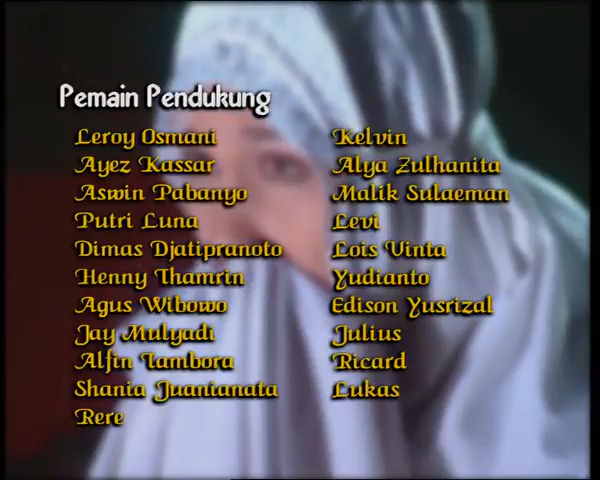 Pemain Pendukung
Leroy Osmani
Ayez Kassar
Aswin Pabanyo
Putri Luna
Dimas Djatipranoto
Henny Thamrin
Agus Wibowo
Jay Mulyadi
Alfin Tambora
Shania Juanianata
Rere
Kelvin
Alya Zulhanita
Malik Sulaeman
Levi
Lois Vinta
Yudianto
Edison Yusrizal
Julius
Ricard
Lukas